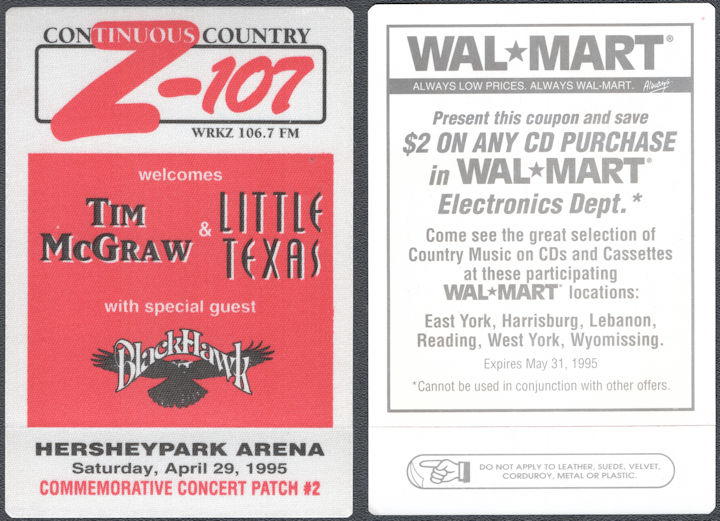 CONTINUOUS COUNTRY
Z-107
WRKZ 106.7 FM
welcomes
TIM McGRAW & LITTLE TEXAS
with special guest
BlackHawk
HERSHEYPARK ARENA
Saturday, April 29, 1995
COMMEMORATIVE CONCERT PATCH #2
WAL★MART®
ALWAYS LOW PRICES. ALWAYS WAL-MART. Always
Present this coupon and save
$2 ON ANY CD PURCHASE
in WAL★MART®
Electronics Dept.*
Come see the great selection of
Country Music on CDs and Cassettes
at these participating
WAL★MART® locations:
East York, Harrisburg, Lebanon,
Reading, West York, Wyomissing.
Expires May 31, 1995
*Cannot be used in conjunction with other offers.
DO NOT APPLY TO LEATHER, SUEDE, VELVET,
CORDUROY, METAL OR PLASTIC.